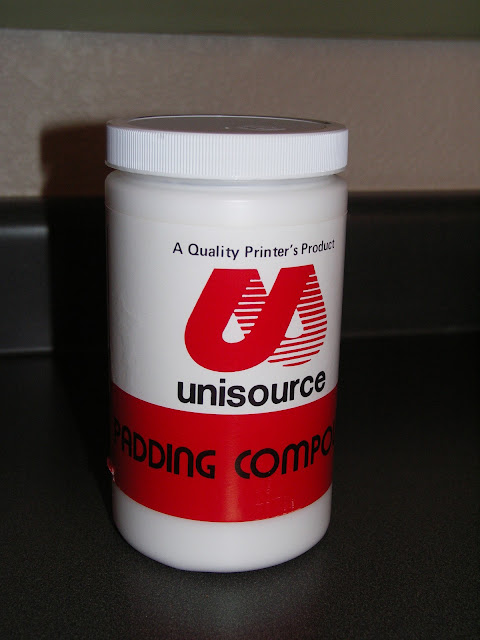 A Quality Printer's Product
unisource
PADDING COMPO